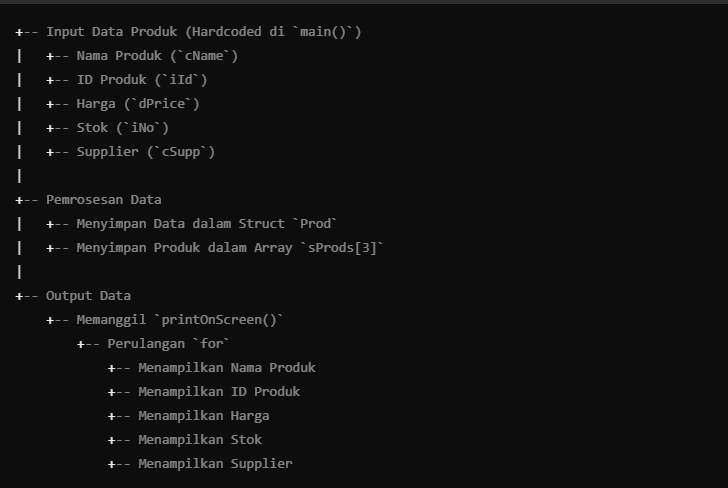 +-- Input Data Produk (Hardcoded di `main()`)
|   +-- Nama Produk (`cName`)
|   +-- ID Produk (`iId`)
|   +-- Harga (`dPrice`)
|   +-- Stok (`iNo`)
|   +-- Supplier (`cSupp`)
|
+-- Pemrosesan Data
|   +-- Menyimpan Data dalam Struct `Prod`
|   +-- Menyimpan Produk dalam Array `sProds[3]`
|
+-- Output Data
    +-- Memanggil `printOnScreen()`
        +-- Perulangan `for`
            +-- Menampilkan Nama Produk
            +-- Menampilkan ID Produk
            +-- Menampilkan Harga
            +-- Menampilkan Stok
            +-- Menampilkan Supplier